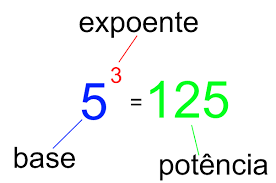 expoente
5³ = 125
base
potência